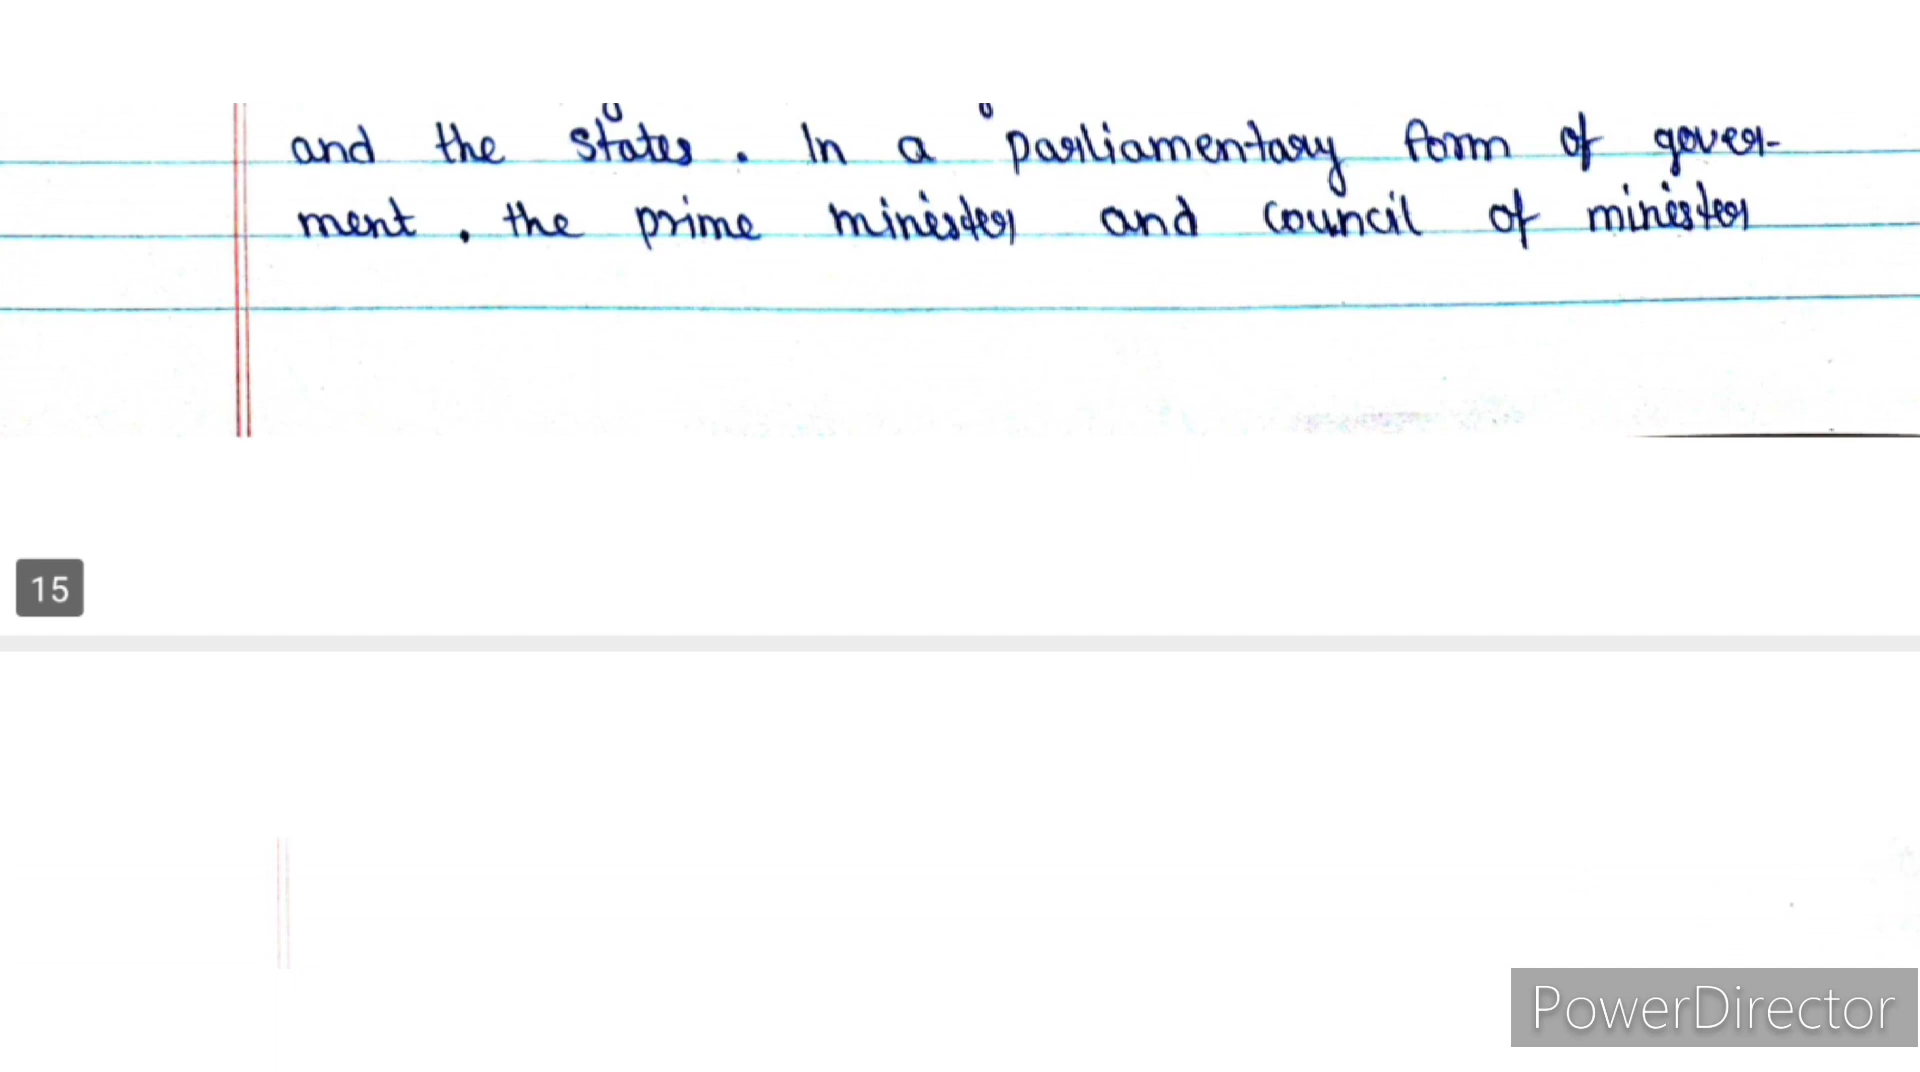 and the states . In a parliamentary form of gover-
ment . the prime minister and council of minister
15
PowerDirector